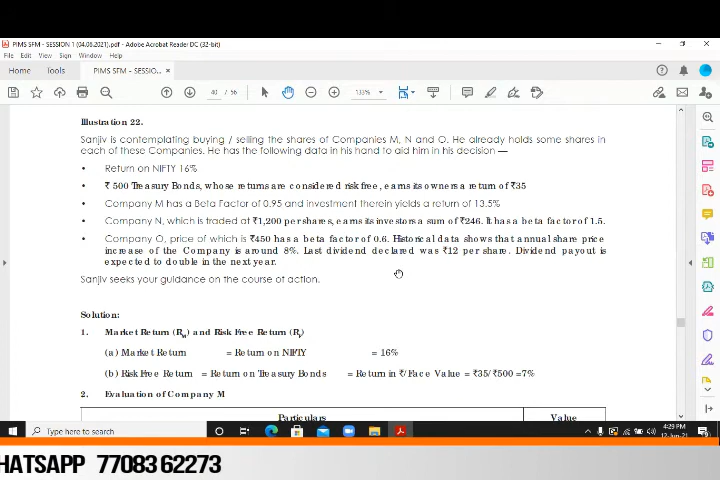 PIMS SFM - SESSION 1 (04.06.2021).pdf - Adobe Acrobat Reader DC (32-bit)
File Edit View Sign Window Help
Home Tools PIMS SFM - SESSIO... ×
40 / 56 133%
Illustration 22.
Sanjiv is contemplating buying / selling the shares of Companies M, N and O. He already holds some shares in
each of these Companies. He has the following data in his hand to aid him in his decision —
• Return on NIFTY 16%
• ₹ 500 Treasury Bonds, whose returns are considered risk free, earns its owners a return of ₹35
• Company M has a Beta Factor of 0.95 and investment therein yields a return of 13.5%
• Company N, which is traded at ₹1,200 per shares, earns its investors a sum of ₹246. It has a beta factor of 1.5.
• Company O, price of which is ₹450 has a beta factor of 0.6. Historical data shows that annual share price
increase of the Company is around 8%. Last dividend declared was ₹12 per share. Dividend payout is
expected to double in the next year.
Sanjiv seeks your guidance on the course of action.
Solution:
1. Market Return (RM) and Risk Free Return (RF)
(a) Market Return = Return on NIFTY = 16%
(b) Risk Free Return = Return on Treasury Bonds = Return in ₹/Face Value = ₹35/₹500 =7%
2. Evaluation of Company M
Particulars Value
Type here to search
4:29 PM
12-Jun-21
HATSAPP 77083 62273